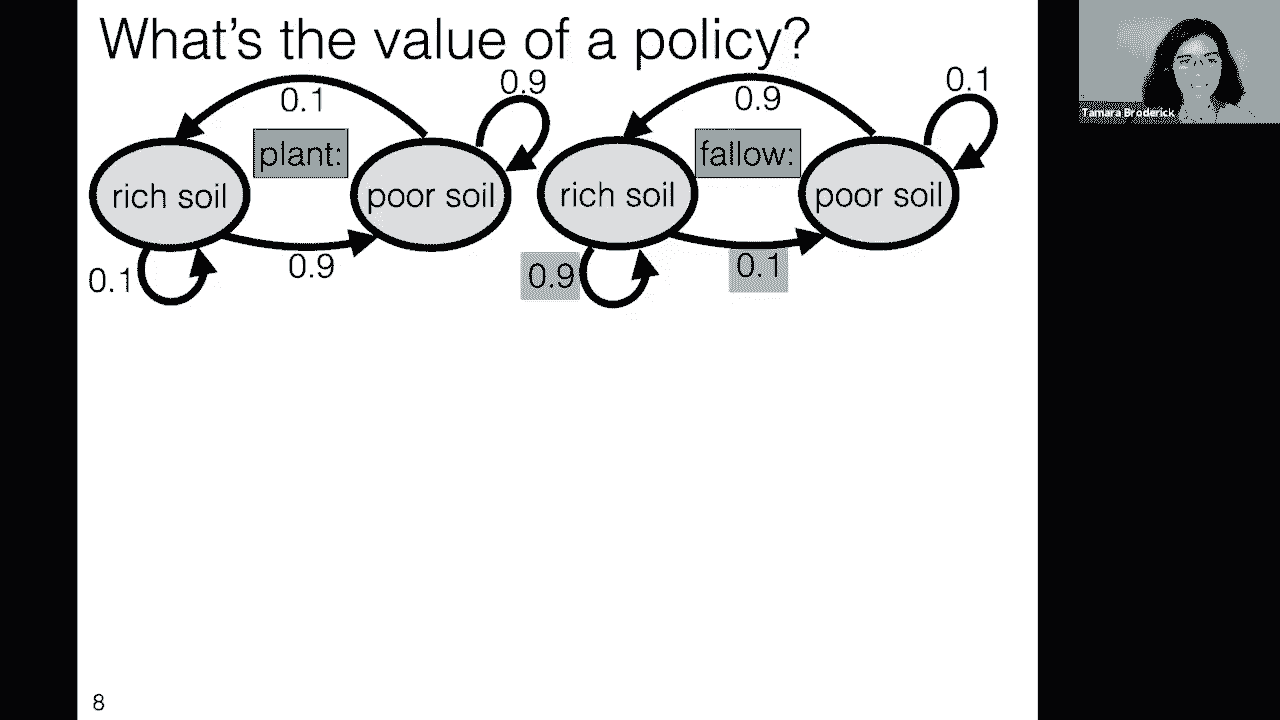 What's the value of a policy?
0.1
0.9
0.9
0.1
plant:
fallow:
rich soil
poor soil
rich soil
poor soil
0.1
0.9
0.9
0.1
Tamara Broderick
8